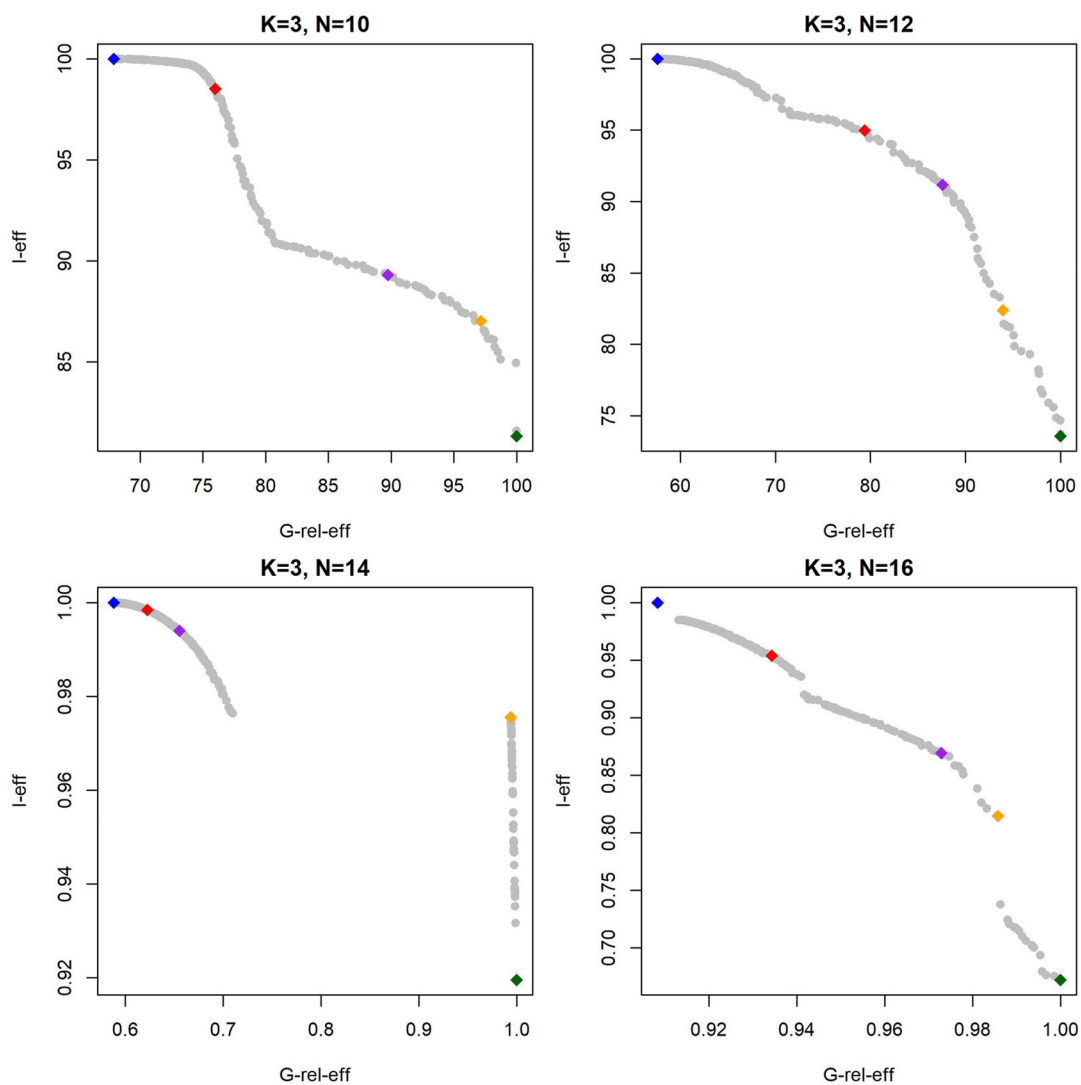 K=3, N=10
I-eff
100
95
90
85
70 75 80 85 90 95 100
G-rel-eff
K=3, N=12
I-eff
100
95
90
85
80
75
60 70 80 90 100
G-rel-eff
K=3, N=14
I-eff
1.00
0.98
0.96
0.94
0.92
0.6 0.7 0.8 0.9 1.0
G-rel-eff
K=3, N=16
I-eff
1.00
0.95
0.90
0.85
0.80
0.75
0.70
0.92 0.94 0.96 0.98 1.00
G-rel-eff